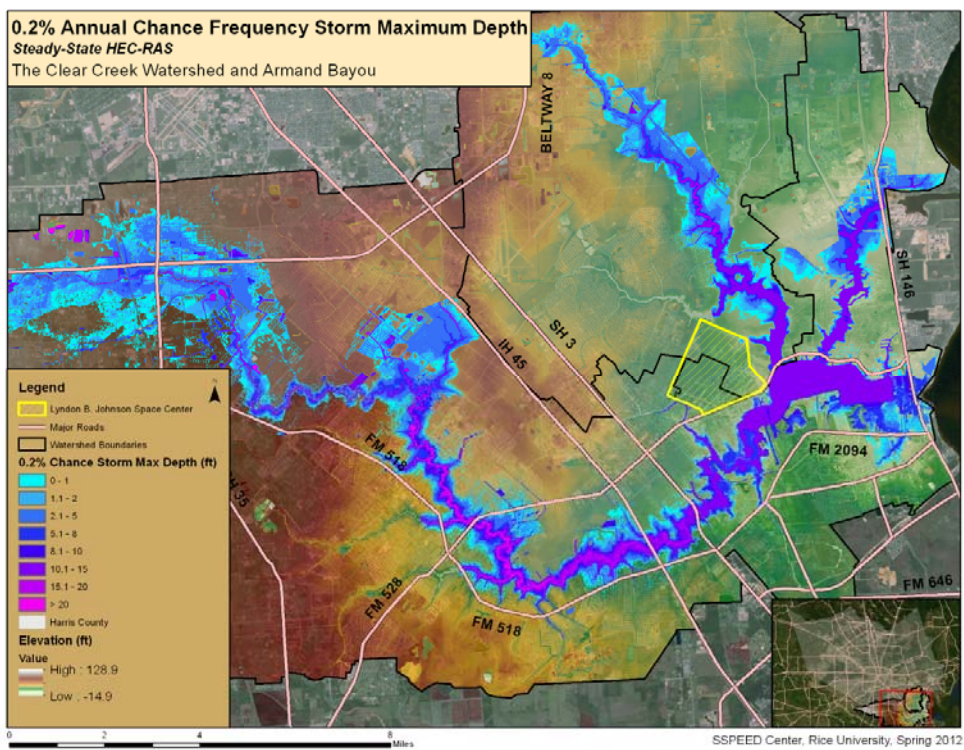 0.2% Annual Chance Frequency Storm Maximum Depth
Steady-State HEC-RAS
The Clear Creek Watershed and Armand Bayou
BELTWAY 8
SH 146
SH 3
IH 45
FM 518
FM 2094
FM 528
FM 518
FM 646
H 35
Legend
N
Lyndon B. Johnson Space Center
Major Roads
Watershed Boundaries
0.2% Chance Storm Max Depth (ft)
0 - 1
1.1 - 2
2.1 - 5
5.1 - 8
8.1 - 10
10.1 - 15
15.1 - 20
> 20
Harris County
Elevation (ft)
Value
High : 128.9
Low : -14.9
0 2 4 8
Miles
SSPEED Center, Rice University, Spring 2012